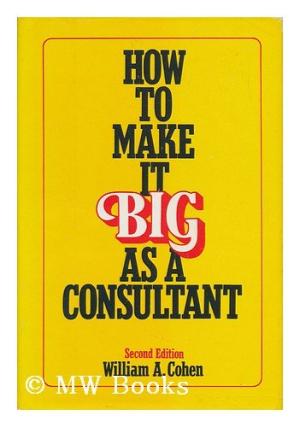 HOW
TO
MAKE
IT
BIG
AS A
CONSULTANT
Second Edition
William A. Cohen
© MW Books